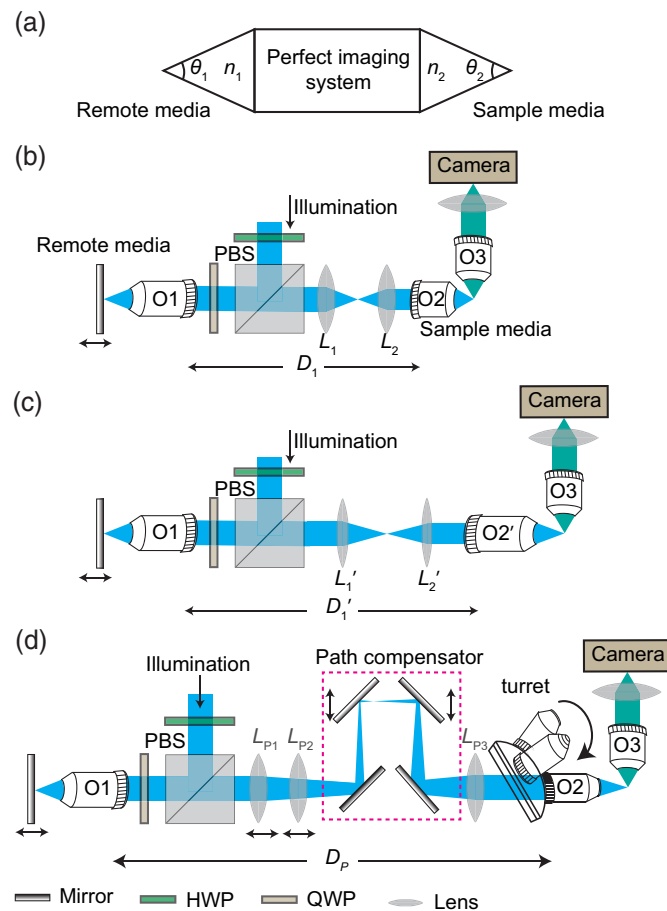 (a)
θ1 n1 Perfect imaging system n2 θ2
Remote media
Sample media
(b)
Camera
Illumination
Remote media
PBS
O3
O1
O2
Sample media
L1
L2
D1
(c)
Camera
Illumination
PBS
O3
O1
O2′
L1′
L2′
D1′
(d)
Camera
Illumination
Path compensator
turret
PBS
LP1
LP2
LP3
O3
O1
O2
DP
Mirror
HWP
QWP
Lens